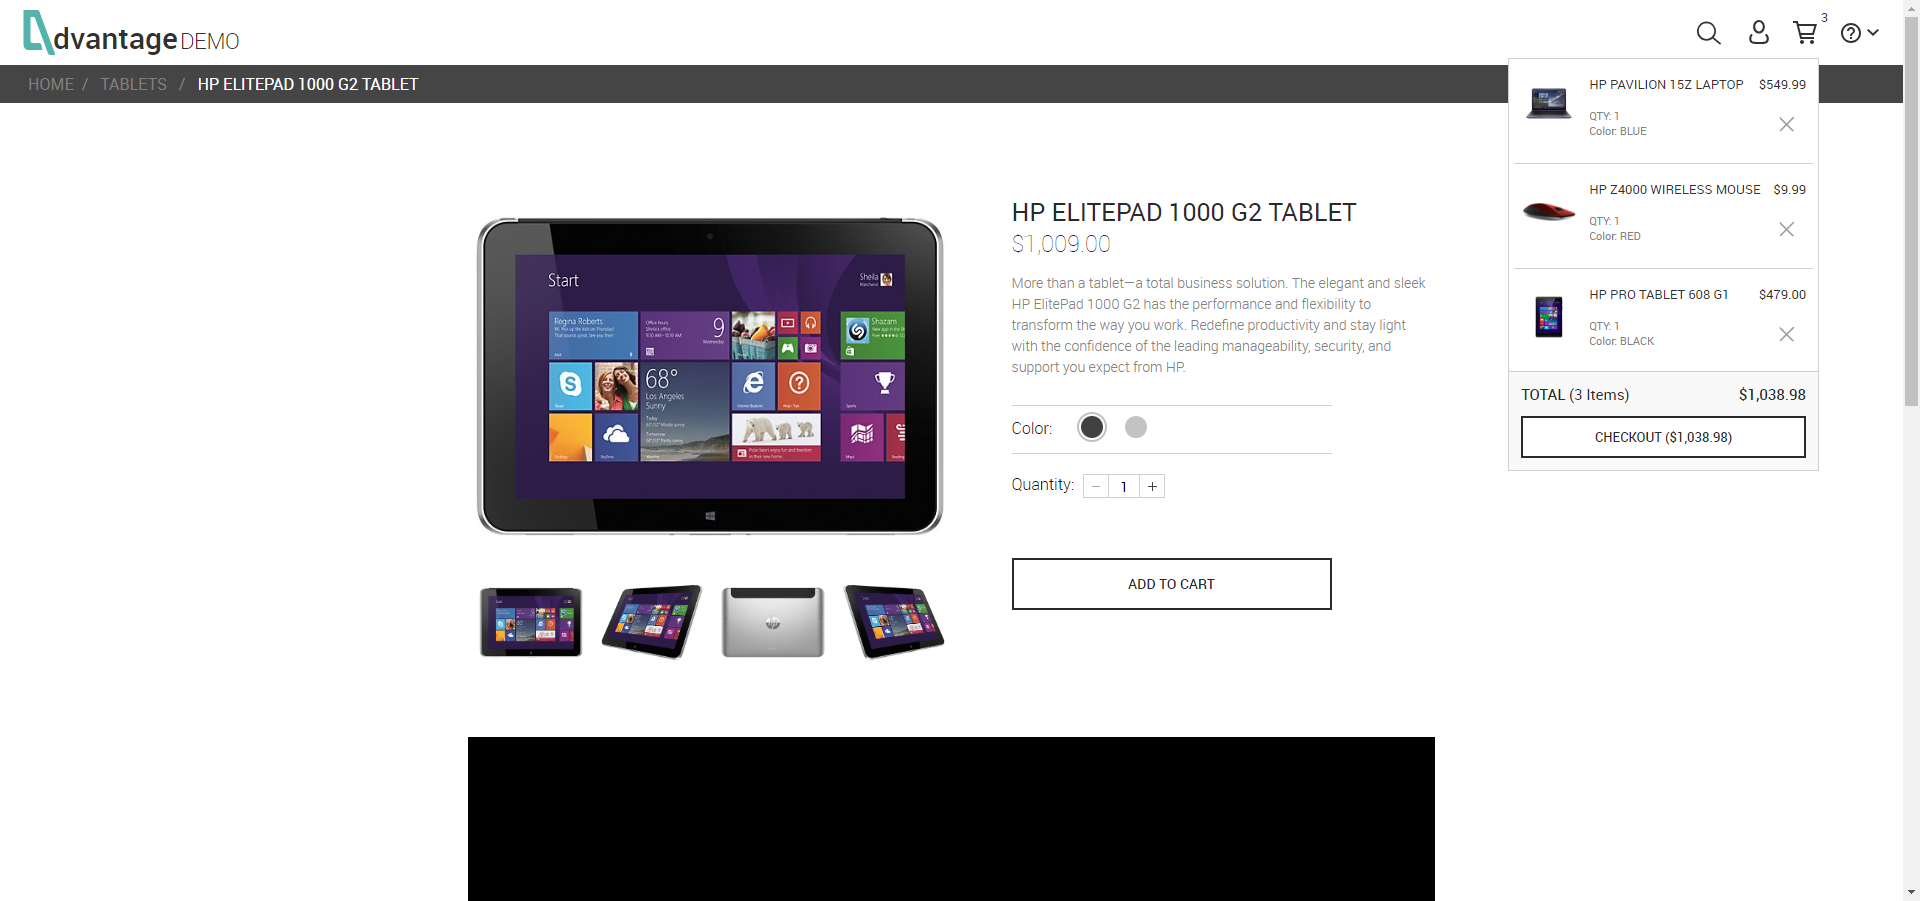 dvantage DEMO
3
HOME / TABLETS / HP ELITEPAD 1000 G2 TABLET
HP PAVILION 15Z LAPTOP $549.99
QTY: 1
Color: BLUE
HP Z4000 WIRELESS MOUSE $9.99
QTY: 1
Color: RED
HP PRO TABLET 608 G1 $479.00
QTY: 1
Color: BLACK
TOTAL (3 Items) $1,038.98
CHECKOUT ($1,038.98)
HP ELITEPAD 1000 G2 TABLET
$1,009.00
More than a tablet—a total business solution. The elegant and sleek
HP ElitePad 1000 G2 has the performance and flexibility to
transform the way you work. Redefine productivity and stay light
with the confidence of the leading manageability, security, and
support you expect from HP.
Color:
Quantity: − 1 +
ADD TO CART
Start
Sheila
Regina Roberts
9
Wednesday
Shazam
68°
Los Angeles
Sunny
Today
Tomorrow